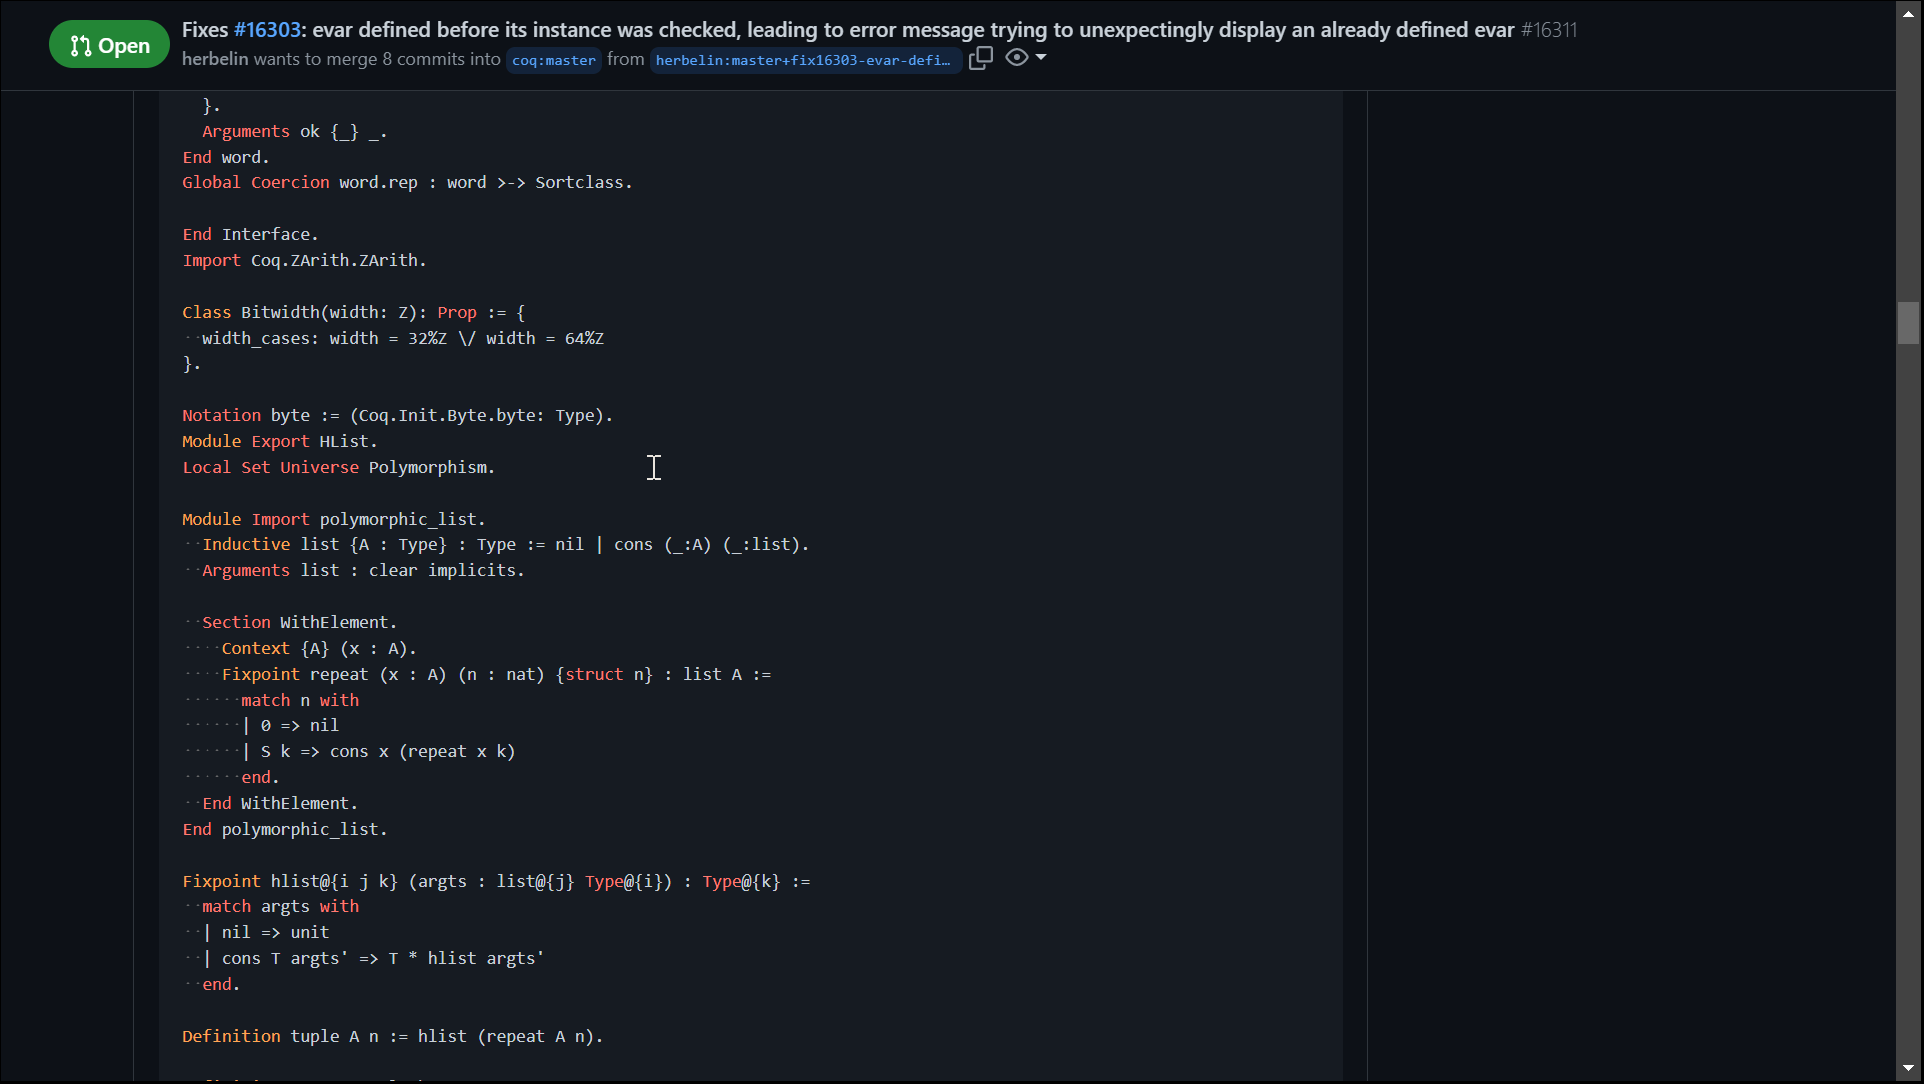 Open
Fixes #16303: evar defined before its instance was checked, leading to error message trying to unexpectingly display an already defined evar #16311
herbelin wants to merge 8 commits into coq:master from herbelin:master+fix16303-evar-defi…
}.
Arguments ok {_} _.
End word.
Global Coercion word.rep : word >-> Sortclass.
End Interface.
Import Coq.ZArith.ZArith.
Class Bitwidth(width: Z): Prop := {
width_cases: width = 32%Z \/ width = 64%Z
}.
Notation byte := (Coq.Init.Byte.byte: Type).
Module Export HList.
Local Set Universe Polymorphism.
Module Import polymorphic_list.
Inductive list {A : Type} : Type := nil | cons (_:A) (_:list).
Arguments list : clear implicits.
Section WithElement.
Context {A} (x : A).
Fixpoint repeat (x : A) (n : nat) {struct n} : list A :=
match n with
| 0 => nil
| S k => cons x (repeat x k)
end.
End WithElement.
End polymorphic_list.
Fixpoint hlist@{i j k} (argts : list@{j} Type@{i}) : Type@{k} :=
match argts with
| nil => unit
| cons T argts' => T * hlist argts'
end.
Definition tuple A n := hlist (repeat A n).